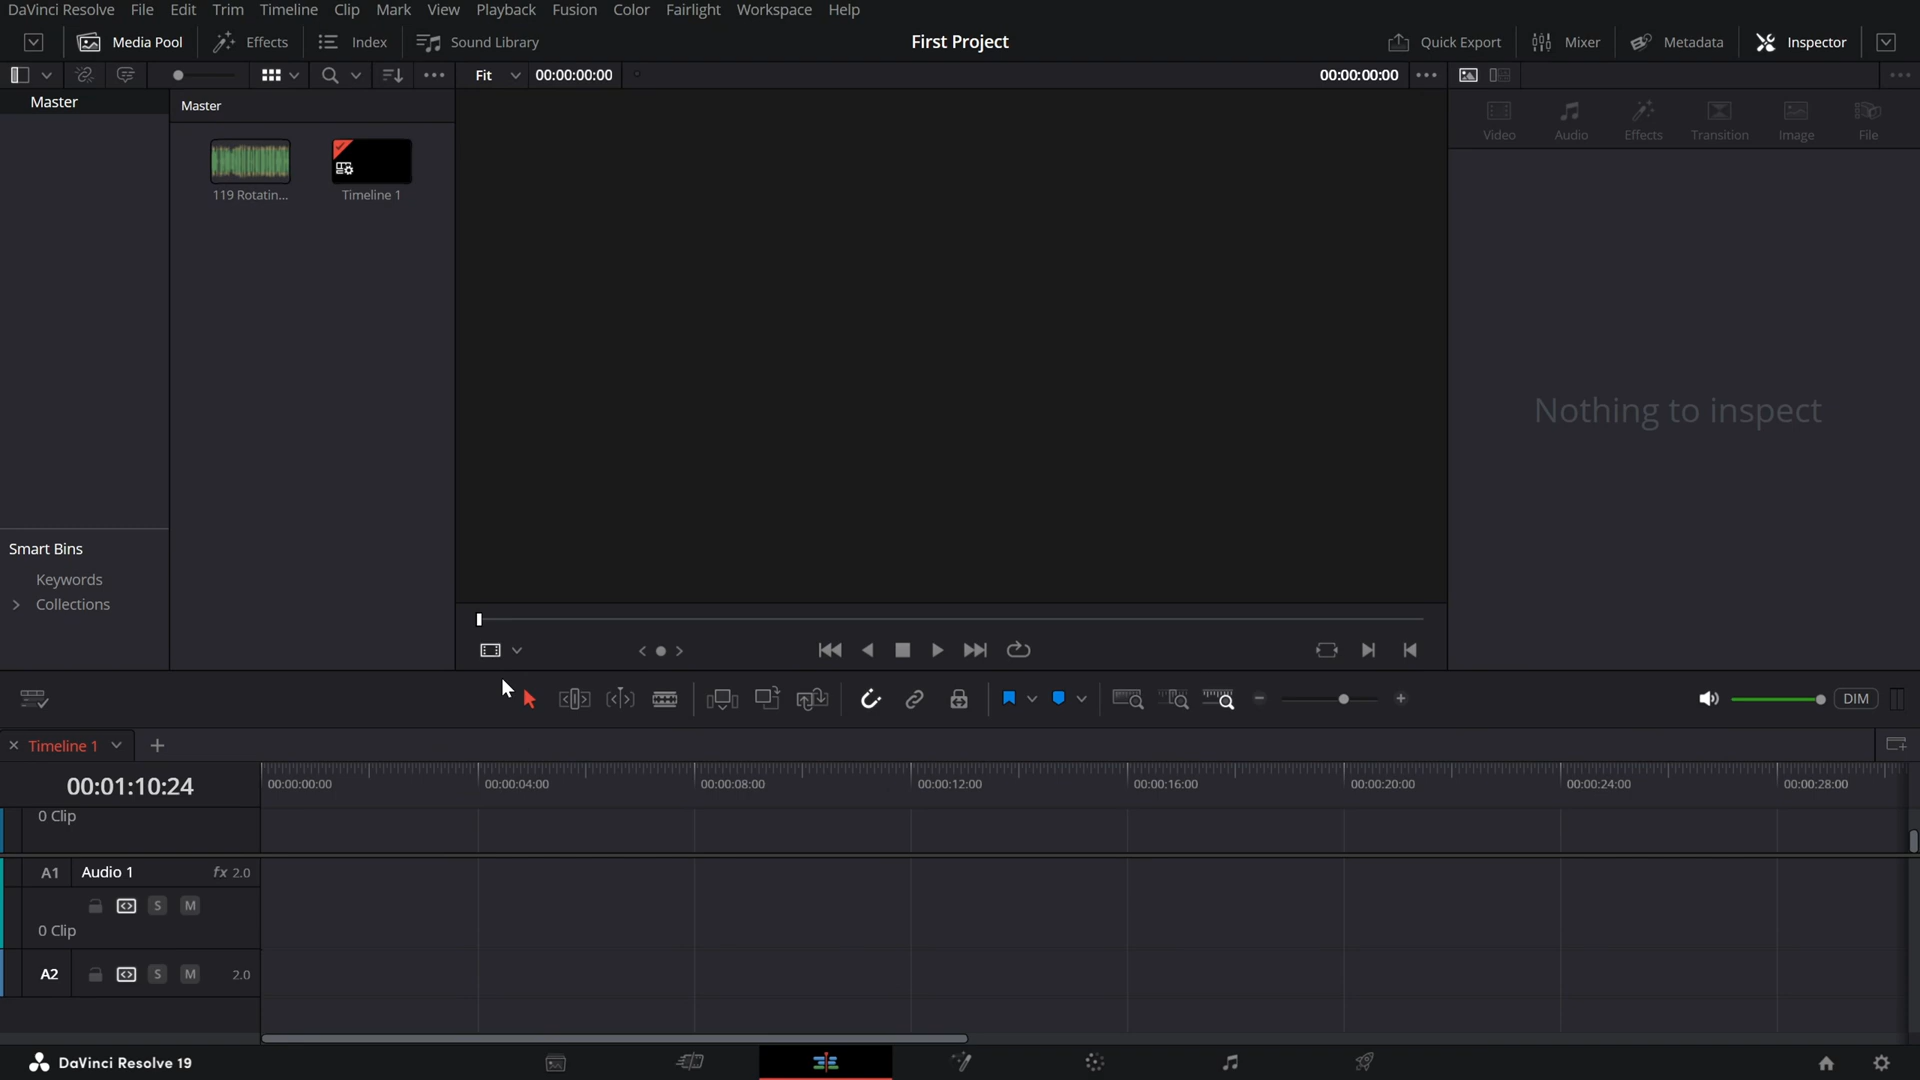 DaVinci Resolve File Edit Trim Timeline Clip Mark View Playback Fusion Color Fairlight Workspace Help
Media Pool Effects Index Sound Library First Project Quick Export Mixer Metadata Inspector
Fit 00:00:00:00 00:00:00:00
Master
Master
Video Audio Effects Transition Image File
119 Rotatin... Timeline 1
Nothing to inspect
Smart Bins
Keywords
Collections
DIM
Timeline 1
00:01:10:24
00:00:00:00 00:00:04:00 00:00:08:00 00:00:12:00 00:00:16:00 00:00:20:00 00:00:24:00 00:00:28:00
0 Clip
A1 Audio 1 fx 2.0
S M
0 Clip
A2 S M 2.0
DaVinci Resolve 19